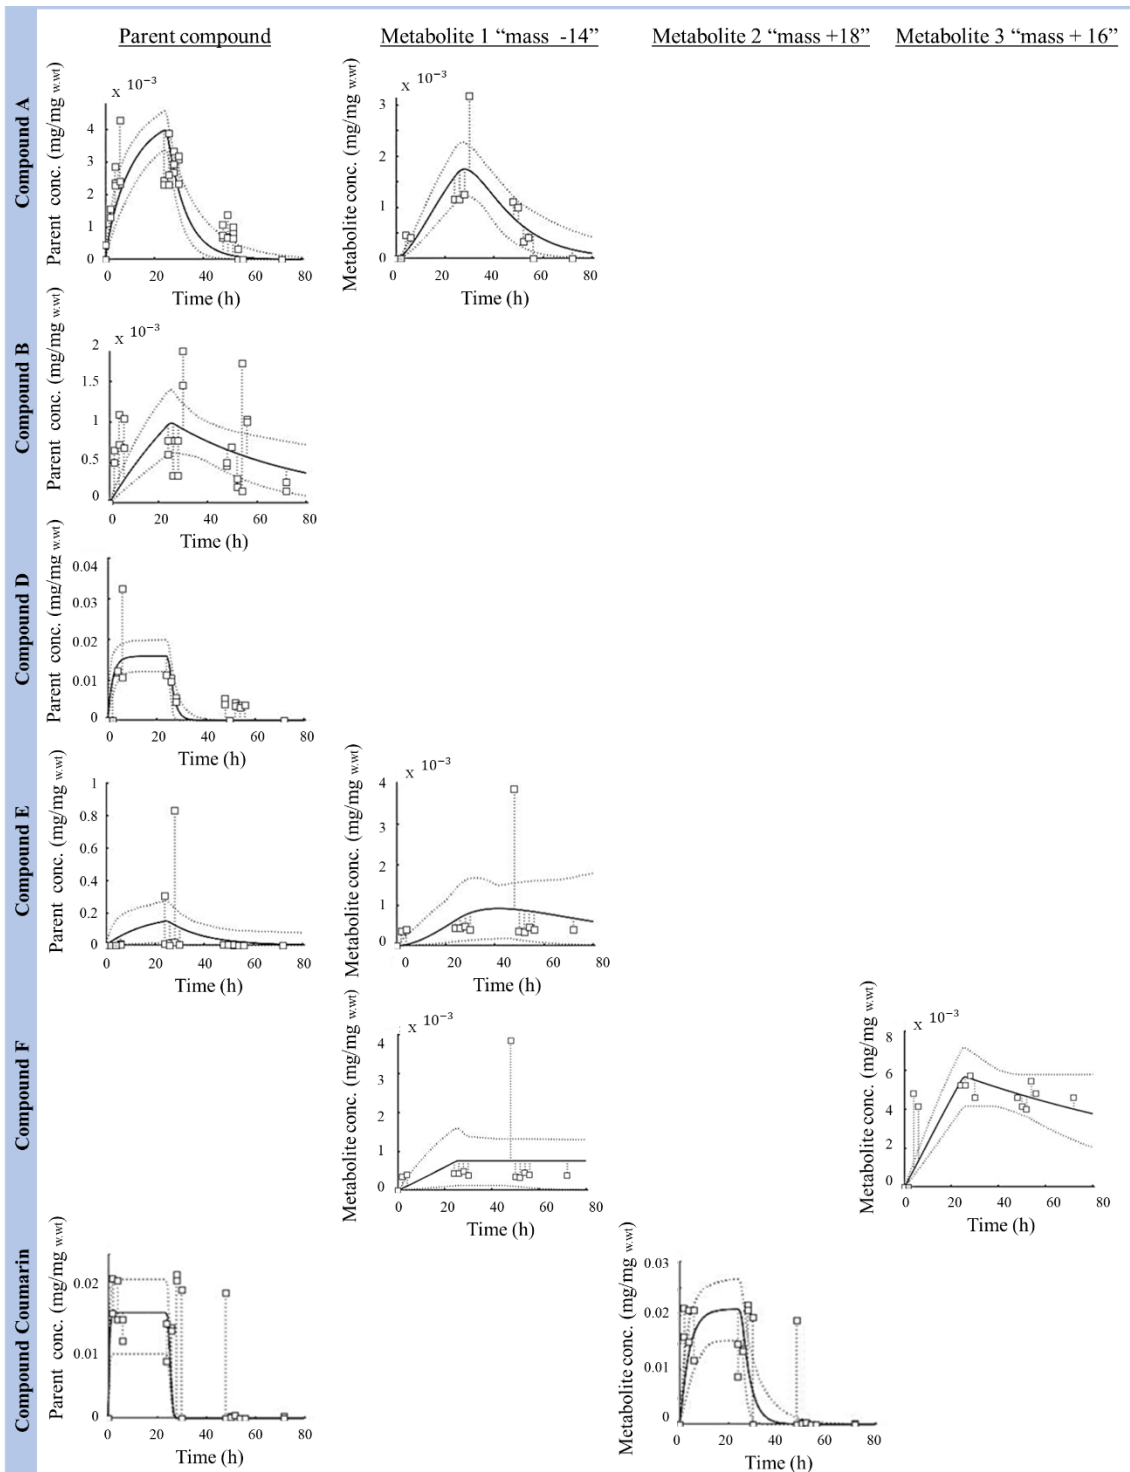 Parent compound Metabolite 1 “mass -14” Metabolite 2 “mass +18” Metabolite 3 “mass + 16”
Compound A
Parent conc. (mg/mg w.wt)
x 10⁻³
4
3
2
1
0
0 20 40 60 80
Time (h)
Metabolite conc. (mg/mg w.wt)
x 10⁻³
3
2
1
0
0 20 40 60 80
Time (h)
Compound B
Parent conc. (mg/mg w.wt)
x 10⁻³
2
1.5
1
0.5
0
0 20 40 60 80
Time (h)
Compound D
Parent conc. (mg/mg w.wt)
0.04
0.03
0.02
0.01
0
0 20 40 60 80
Time (h)
Compound E
Parent conc. (mg/mg w.wt)
1
0.8
0.6
0.4
0.2
0
0 20 40 60 80
Time (h)
Metabolite conc. (mg/mg w.wt)
x 10⁻³
4
3
2
1
0
0 20 40 60 80
Time (h)
Compound F
Metabolite conc. (mg/mg w.wt)
x 10⁻³
4
3
2
1
0
0 20 40 60 80
Time (h)
Metabolite conc. (mg/mg w.wt)
x 10⁻³
8
6
4
2
0
0 20 40 60 80
Time (h)
Compound Coumarin
Parent conc. (mg/mg w.wt)
0.02
0.01
0
0 20 40 60 80
Time (h)
Metabolite conc. (mg/mg w.wt)
0.03
0.02
0.01
0
0 20 40 60 80
Time (h)